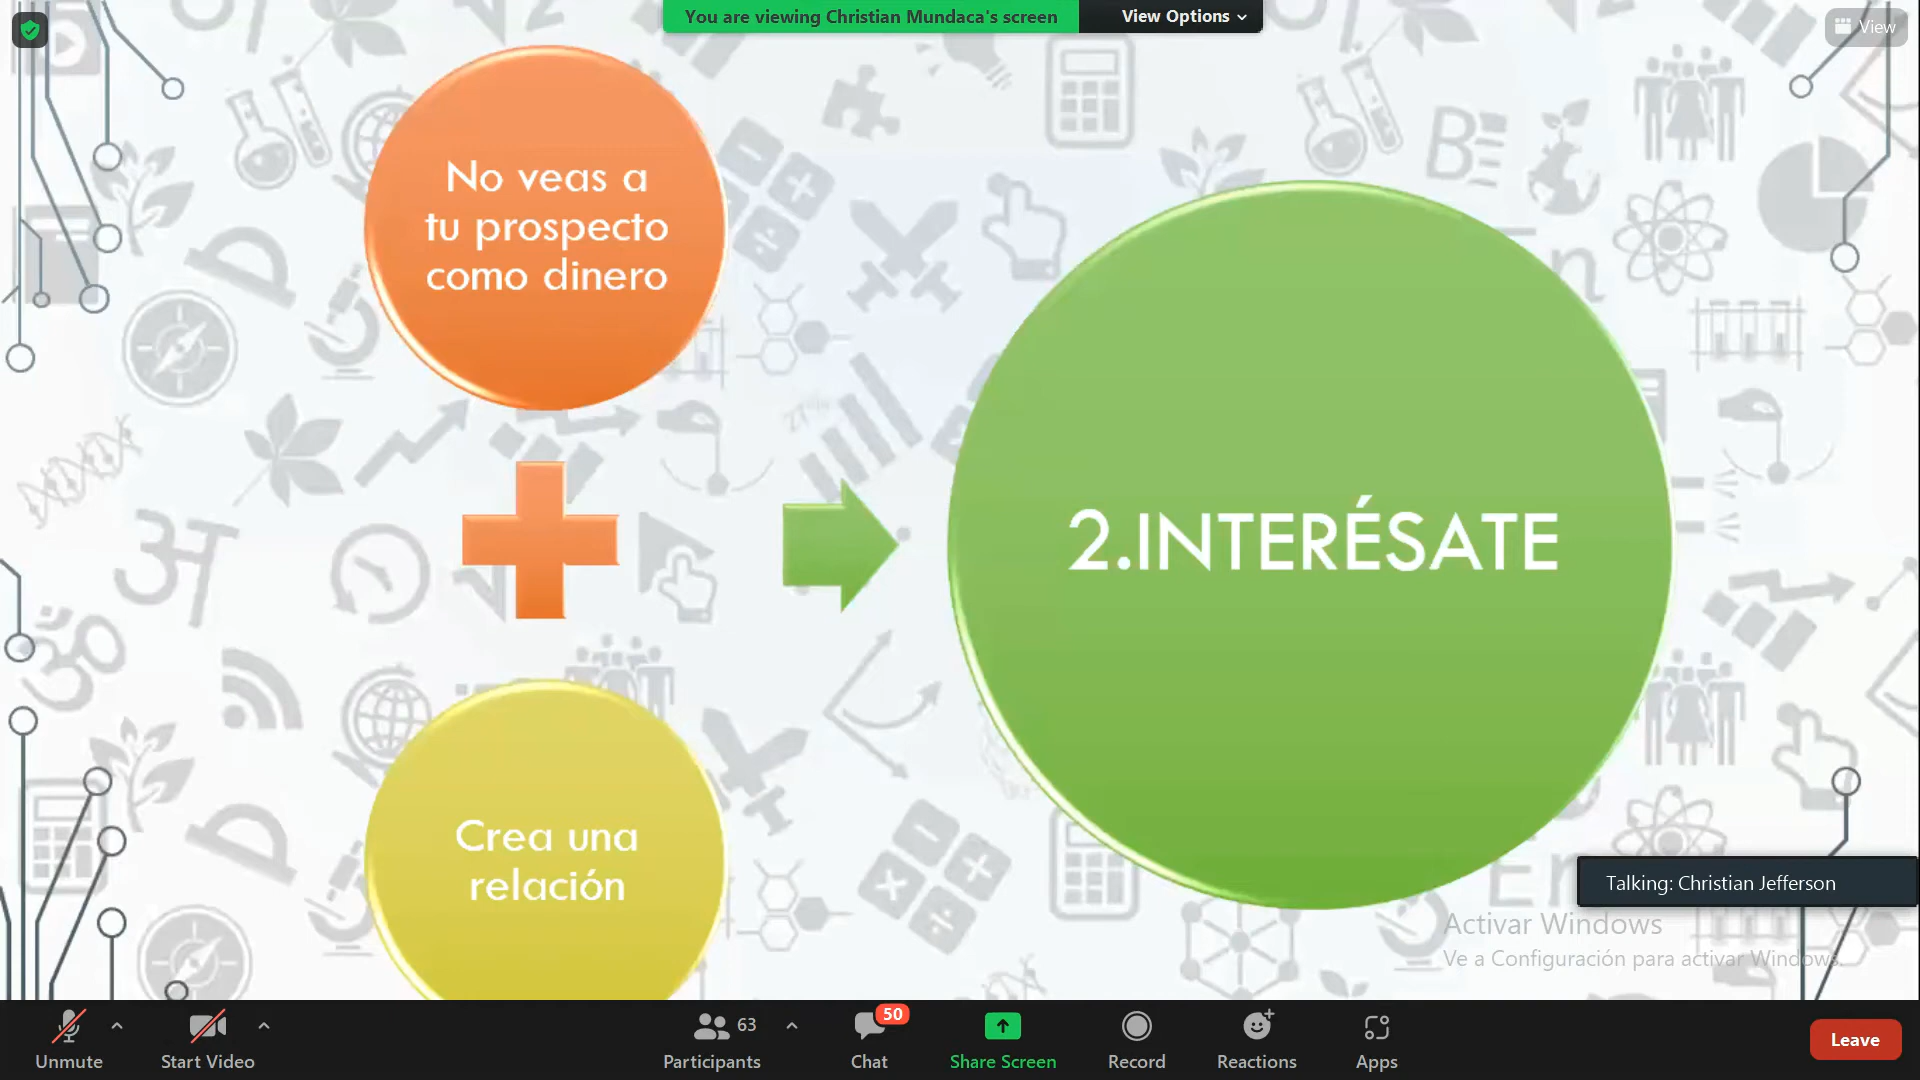 You are viewing Christian Mundaca's screen
View Options
View
No veas a
tu prospecto
como dinero
2.INTERÉSATE
Crea una
relación
Talking: Christian Jefferson
Activar Windows
Ve a Configuración para activar Windows.
Unmute
Start Video
63
Participants
50
Chat
Share Screen
Record
Reactions
Apps
Leave